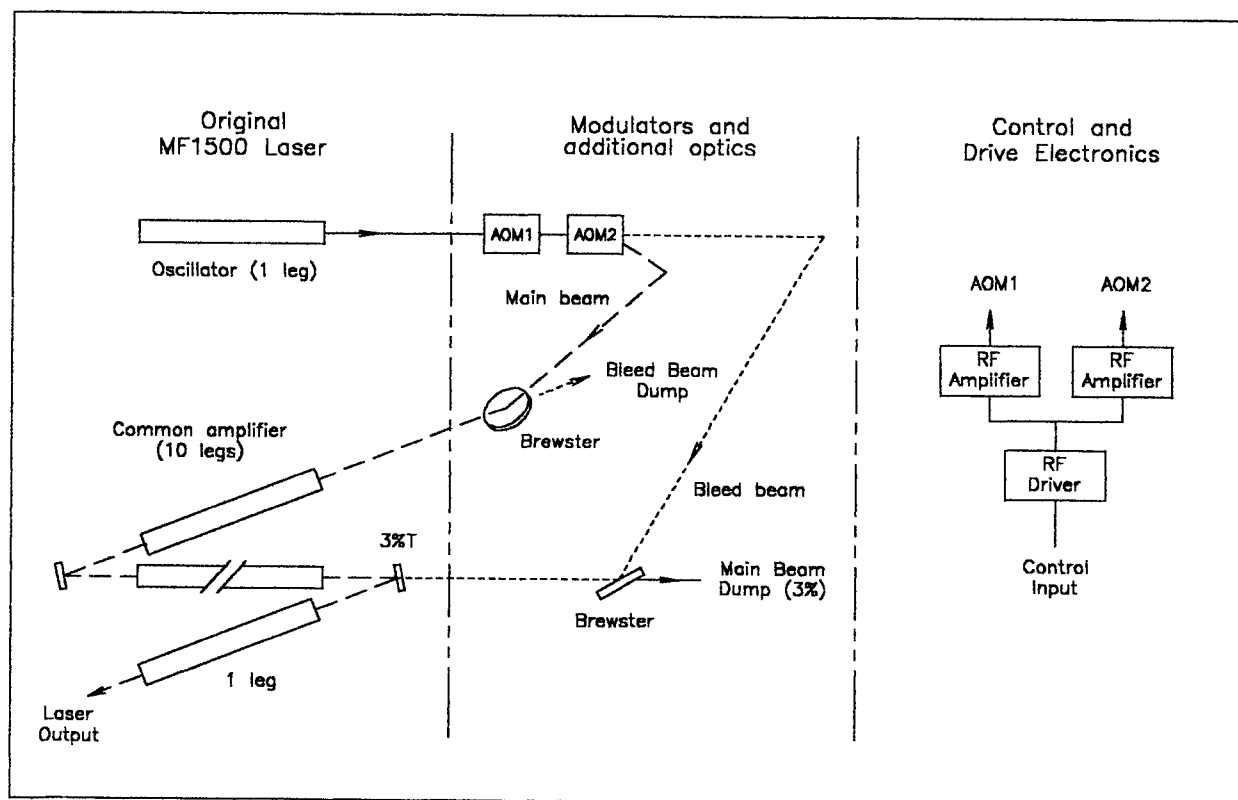 Original
MF1500 Laser
Modulators and
additional optics
Control and
Drive Electronics
AOM1
AOM2
Oscillator (1 leg)
Main beam
Bleed Beam
Dump
Brewster
Common amplifier
(10 legs)
Bleed beam
3%T
Main Beam
Dump (3%)
Brewster
1 leg
Laser
Output
AOM1
AOM2
RF
Amplifier
RF
Amplifier
RF
Driver
Control
Input